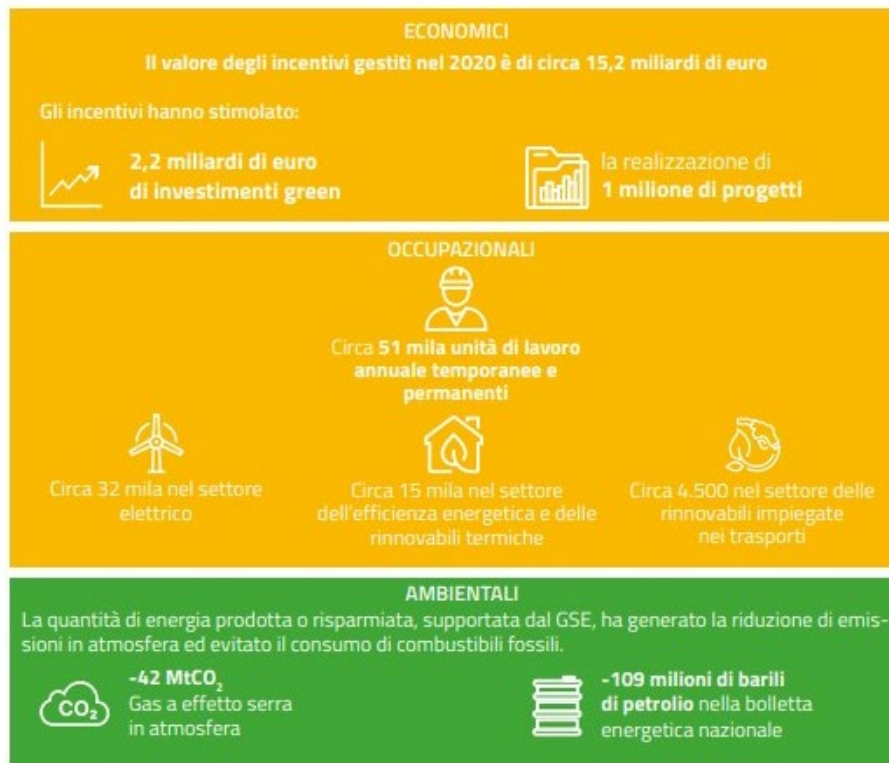 ECONOMICI
Il valore degli incentivi gestiti nel 2020 è di circa 15,2 miliardi di euro
Gli incentivi hanno stimolato:
2,2 miliardi di euro
di investimenti green
la realizzazione di
1 milione di progetti
OCCUPAZIONALI
Circa 51 mila unità di lavoro
annuale temporanee e
permanenti
Circa 32 mila nel settore
elettrico
Circa 15 mila nel settore
dell'efficienza energetica e delle
rinnovabili termiche
Circa 4.500 nel settore delle
rinnovabili impiegate
nei trasporti
AMBIENTALI
La quantità di energia prodotta o risparmiata, supportata dal GSE, ha generato la riduzione di emis-
sioni in atmosfera ed evitato il consumo di combustibili fossili.
CO₂
-42 MtCO₂
Gas a effetto serra
in atmosfera
-109 milioni di barili
di petrolio nella bolletta
energetica nazionale